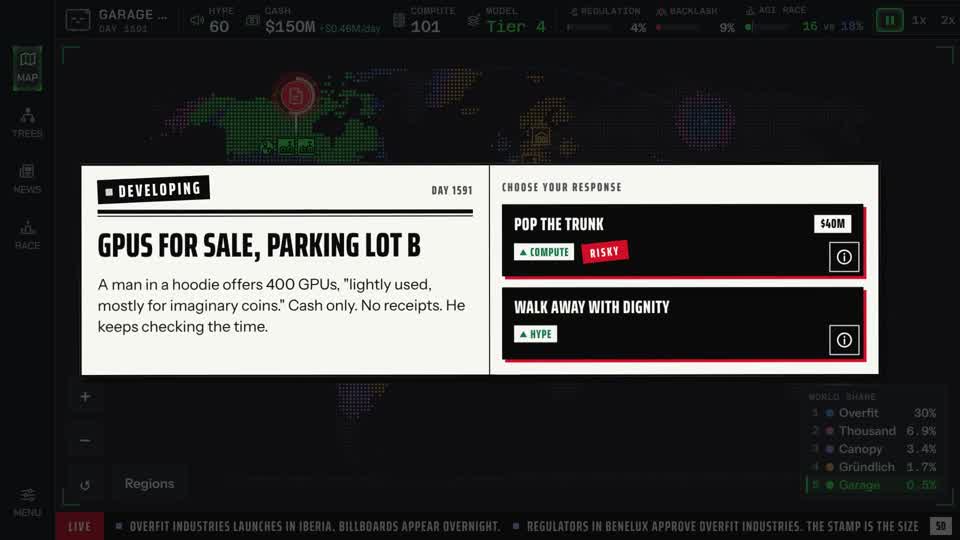 GARAGE ...
DAY 1591
HYPE
60
CASH
$150M +$0.46M/day
COMPUTE
101
MODEL
Tier 4
REGULATION
4%
BACKLASH
9%
AGI RACE
16 vs 18%
1x
2x
MAP
TREES
NEWS
RACE
MENU
DEVELOPING
DAY 1591
GPUS FOR SALE, PARKING LOT B
A man in a hoodie offers 400 GPUs, "lightly used,
mostly for imaginary coins." Cash only. No receipts. He
keeps checking the time.
CHOOSE YOUR RESPONSE
POP THE TRUNK
$40M
COMPUTE
RISKY
WALK AWAY WITH DIGNITY
HYPE
+
−
Regions
WORLD SHARE
1 Overfit 30%
2 Thousand 6.9%
3 Canopy 3.4%
4 Gründlich 1.7%
5 Garage 0.5%
LIVE
OVERFIT INDUSTRIES LAUNCHES IN IBERIA. BILLBOARDS APPEAR OVERNIGHT.
REGULATORS IN BENELUX APPROVE OVERFIT INDUSTRIES. THE STAMP IS THE SIZE
50